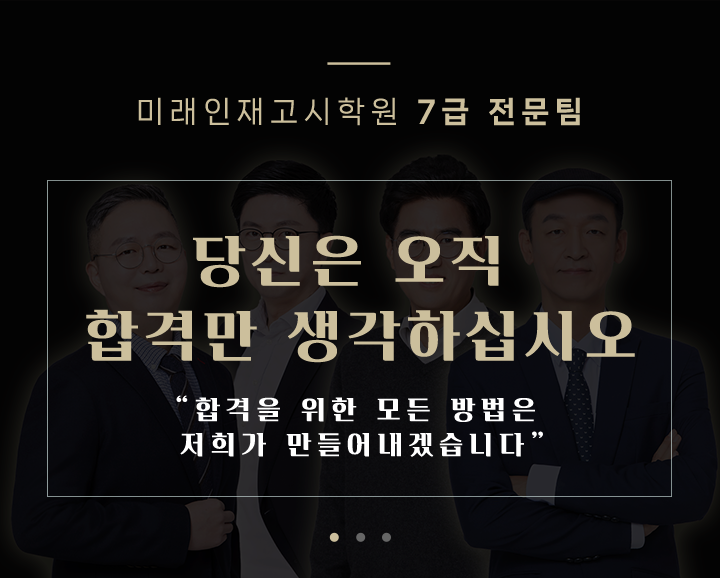 미래인재고시학원 7급 전문팀
당신은 오직
합격만 생각하십시오
“합격을 위한 모든 방법은
저희가 만들어내겠습니다”